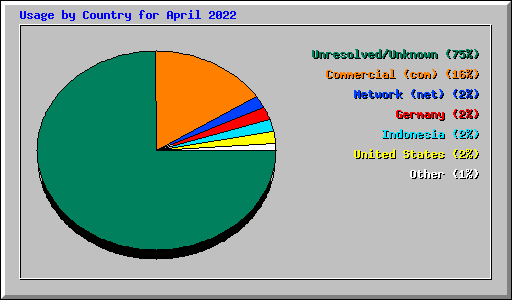 Usage by Country for April 2022
Unresolved/Unknown (75%)
Commercial (com) (16%)
Network (net) (2%)
Germany (2%)
Indonesia (2%)
United States (2%)
Other (1%)